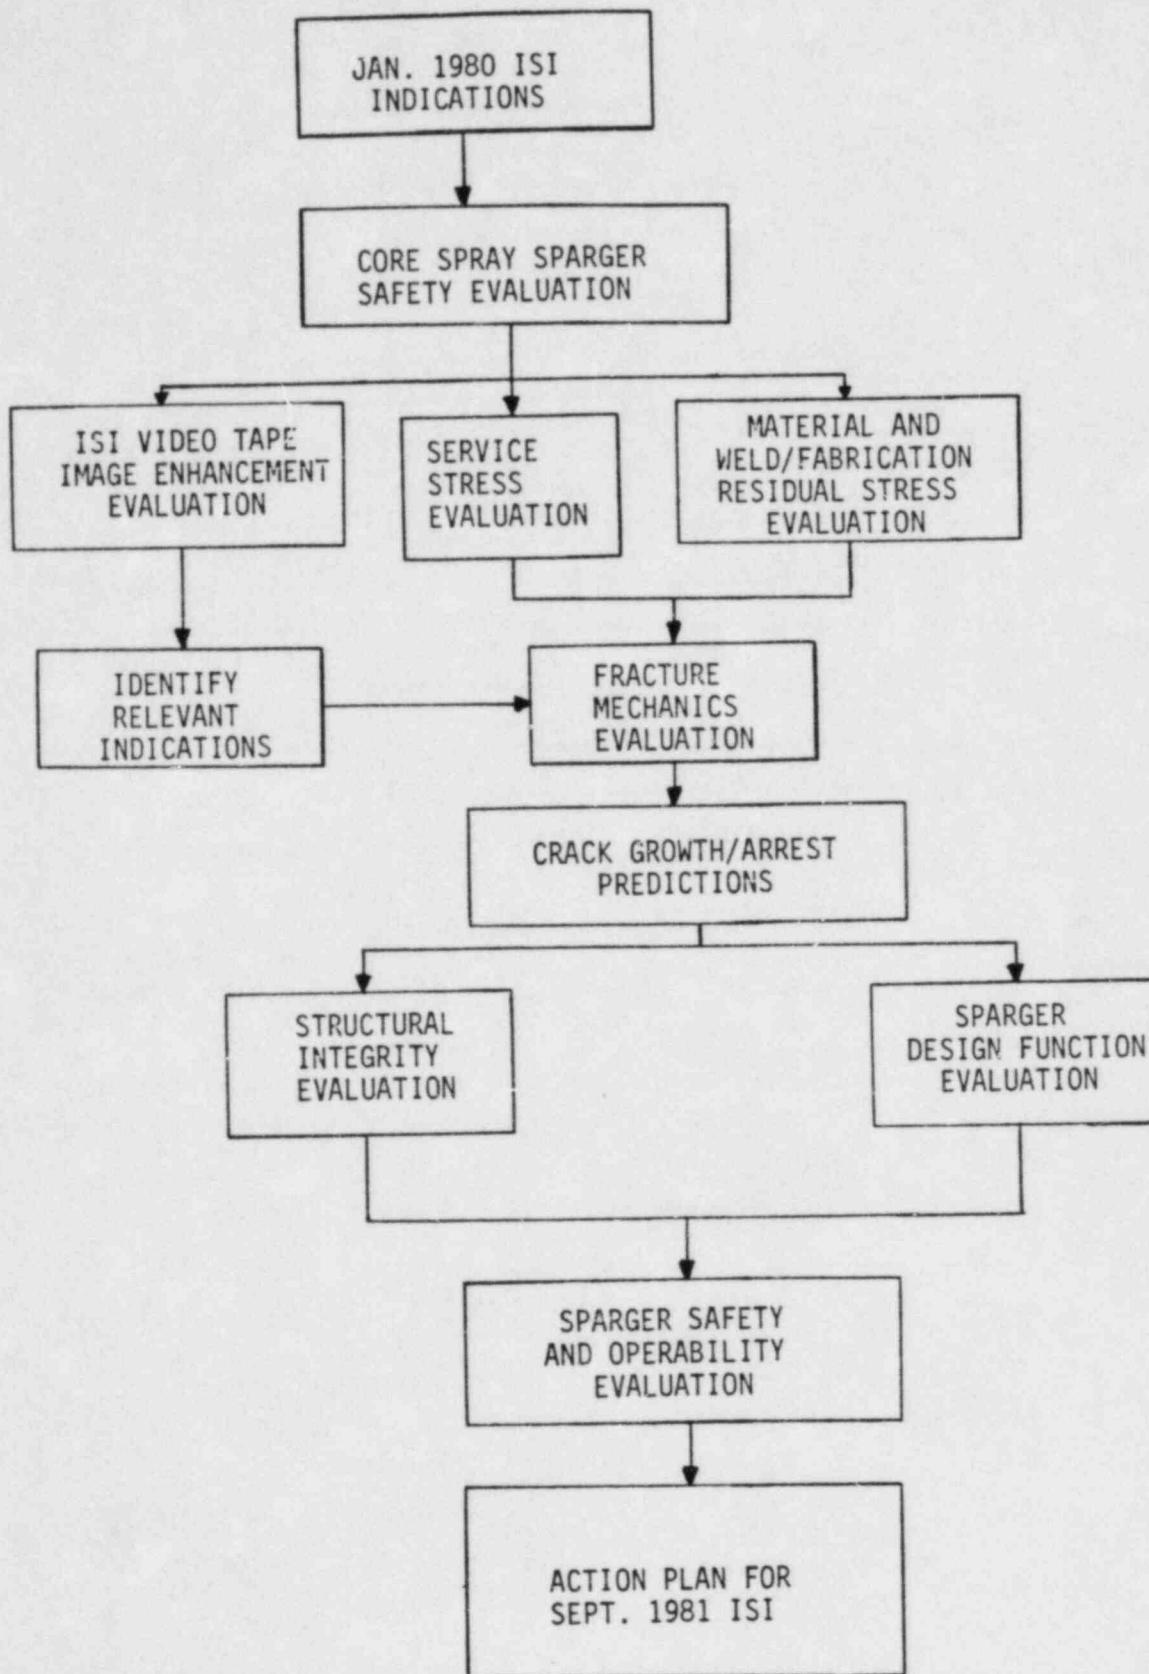 JAN. 1980 ISI
INDICATIONS
CORE SPRAY SPARGER
SAFETY EVALUATION
ISI VIDEO TAPE
IMAGE ENHANCEMENT
EVALUATION
SERVICE
STRESS
EVALUATION
MATERIAL AND
WELD/FABRICATION
RESIDUAL STRESS
EVALUATION
IDENTIFY
RELEVANT
INDICATIONS
FRACTURE
MECHANICS
EVALUATION
CRACK GROWTH/ARREST
PREDICTIONS
STRUCTURAL
INTEGRITY
EVALUATION
SPARGER
DESIGN FUNCTION
EVALUATION
SPARGER SAFETY
AND OPERABILITY
EVALUATION
ACTION PLAN FOR
SEPT. 1981 ISI